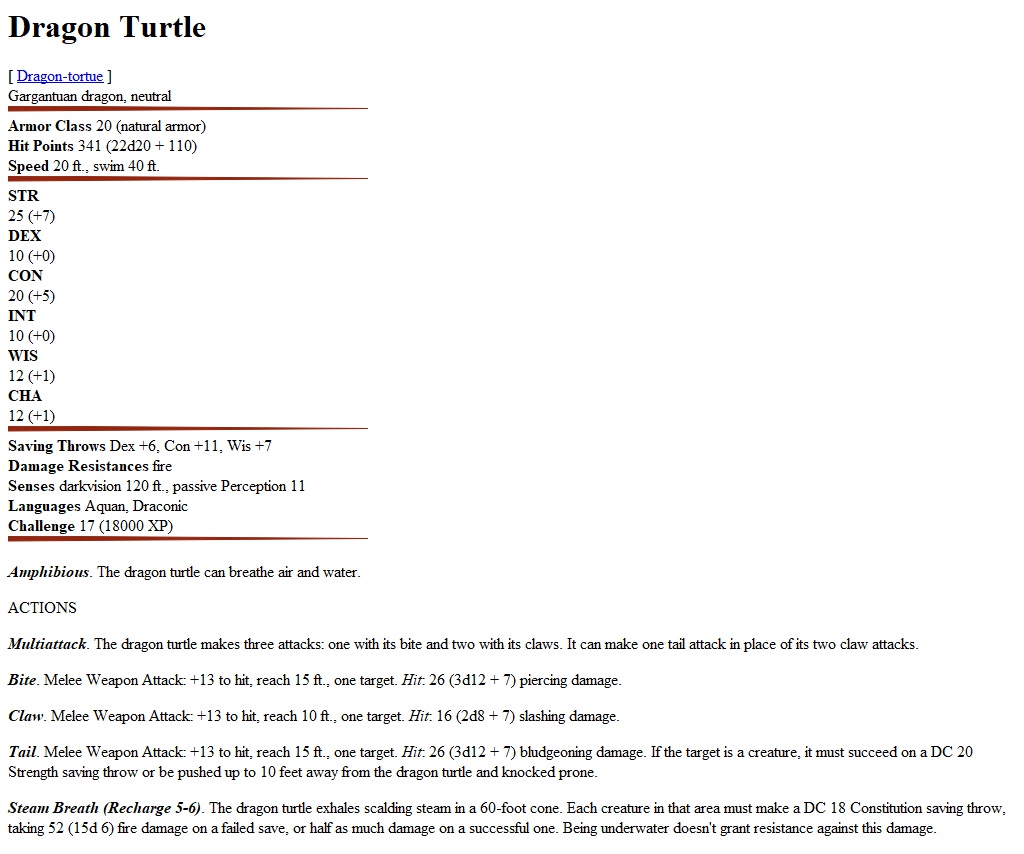 Dragon Turtle
[ Dragon-tortue ]
Gargantuan dragon, neutral
Armor Class 20 (natural armor)
Hit Points 341 (22d20 + 110)
Speed 20 ft., swim 40 ft.
STR
25 (+7)
DEX
10 (+0)
CON
20 (+5)
INT
10 (+0)
WIS
12 (+1)
CHA
12 (+1)
Saving Throws Dex +6, Con +11, Wis +7
Damage Resistances fire
Senses darkvision 120 ft., passive Perception 11
Languages Aquan, Draconic
Challenge 17 (18000 XP)
Amphibious. The dragon turtle can breathe air and water.
ACTIONS
Multiattack. The dragon turtle makes three attacks: one with its bite and two with its claws. It can make one tail attack in place of its two claw attacks.
Bite. Melee Weapon Attack: +13 to hit, reach 15 ft., one target. Hit: 26 (3d12 + 7) piercing damage.
Claw. Melee Weapon Attack: +13 to hit, reach 10 ft., one target. Hit: 16 (2d8 + 7) slashing damage.
Tail. Melee Weapon Attack: +13 to hit, reach 15 ft., one target. Hit: 26 (3d12 + 7) bludgeoning damage. If the target is a creature, it must succeed on a DC 20
Strength saving throw or be pushed up to 10 feet away from the dragon turtle and knocked prone.
Steam Breath (Recharge 5-6). The dragon turtle exhales scalding steam in a 60-foot cone. Each creature in that area must make a DC 18 Constitution saving throw,
taking 52 (15d 6) fire damage on a failed save, or half as much damage on a successful one. Being underwater doesn't grant resistance against this damage.